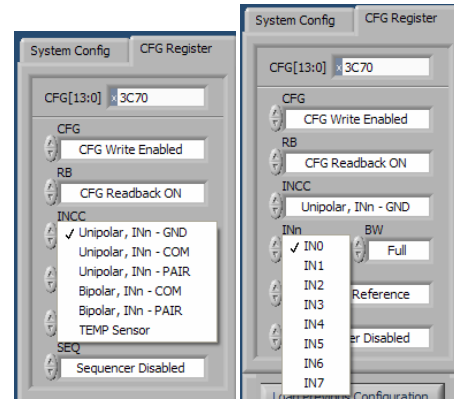 System Config
CFG Register
CFG[13:0] x 3C70
CFG
CFG Write Enabled
RB
CFG Readback ON
INCC
✓ Unipolar, INn - GND
Unipolar, INn - COM
Unipolar, INn - PAIR
Bipolar, INn - COM
Bipolar, INn - PAIR
TEMP Sensor
SEQ
Sequencer Disabled
System Config
CFG Register
CFG[13:0] x 3C70
CFG
CFG Write Enabled
RB
CFG Readback ON
INCC
Unipolar, INn - GND
INn BW
✓ IN0 Full
IN1
IN2
IN3 Reference
IN4
IN5 Disabled
IN6
IN7
Configuration